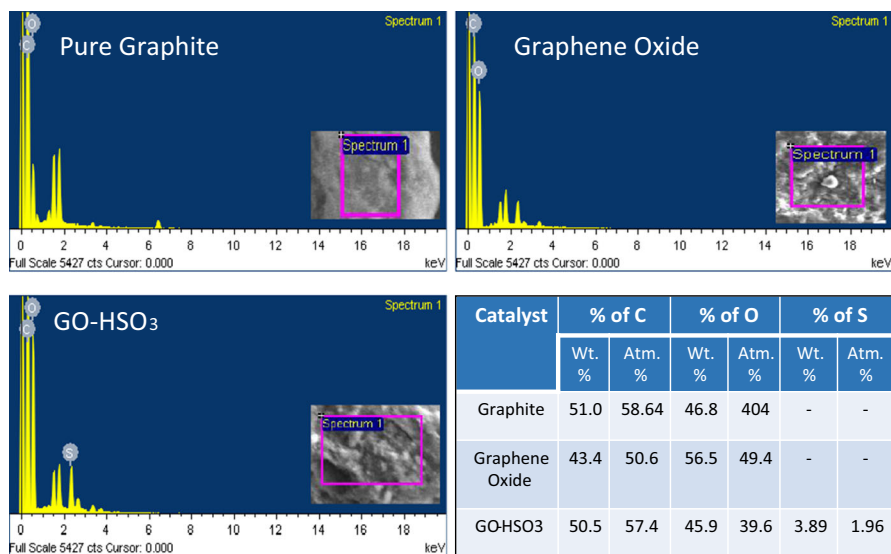 Spectrum 1
O
C
Pure Graphite
Spectrum 1
0 2 4 6 8 10 12 14 16 18
Full Scale 5427 cts Cursor: 0.000 keV
Spectrum 1
C
Graphene Oxide
O
Spectrum 1
0 2 4 6 8 10 12 14 16 18
Full Scale 5427 cts Cursor: 0.000 keV
Spectrum 1
O
GO-HSO₃
C
Spectrum 1
S
0 2 4 6 8 10 12 14 16 18
Full Scale 5427 cts Cursor: 0.000 keV
Catalyst % of C % of O % of S
Wt. Atm. Wt. Atm. Wt. Atm.
% % % % % %
Graphite 51.0 58.64 46.8 404 - -
Graphene
Oxide 43.4 50.6 56.5 49.4 - -
GO-HSO3 50.5 57.4 45.9 39.6 3.89 1.96